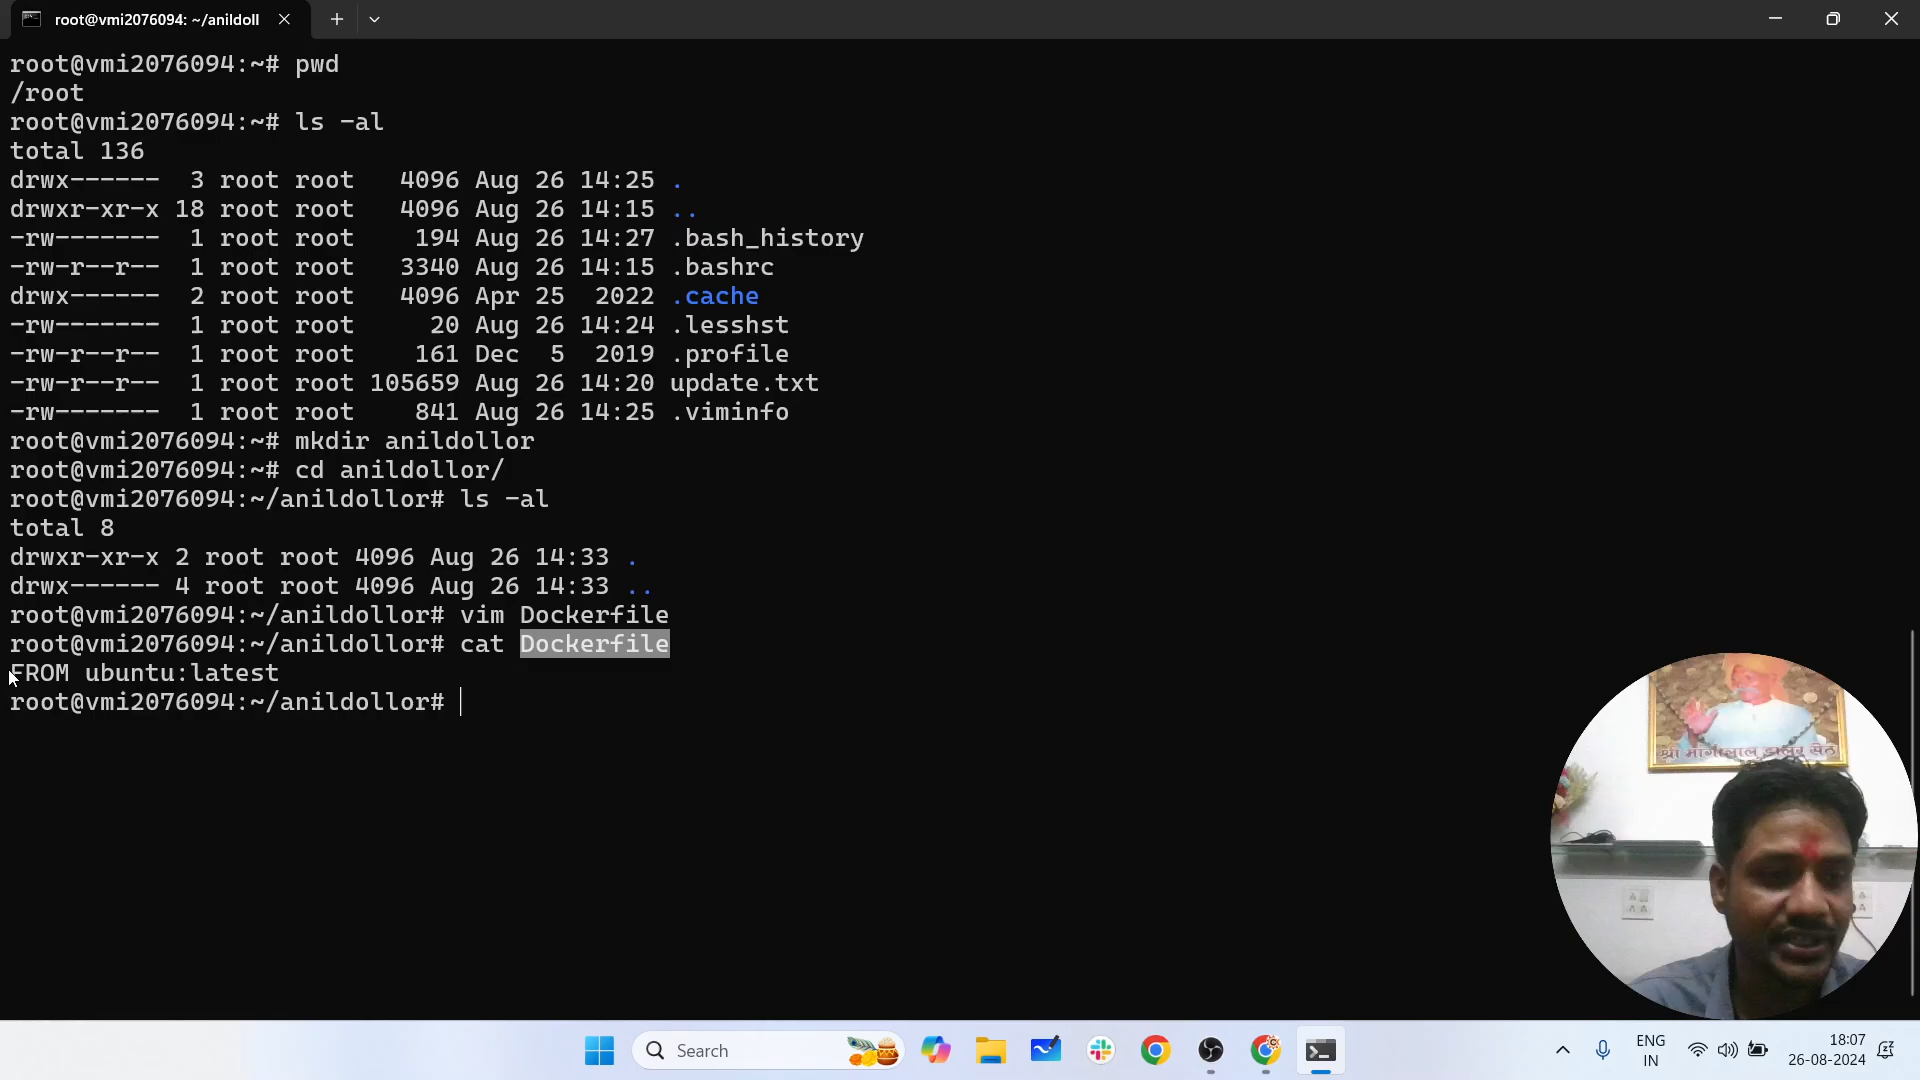 root@vmi2076094: ~/anildoll
root@vmi2076094:~# pwd
/root
root@vmi2076094:~# ls -al
total 136
drwx------  3 root root   4096 Aug 26 14:25 .
drwxr-xr-x 18 root root   4096 Aug 26 14:15 ..
-rw-------  1 root root    194 Aug 26 14:27 .bash_history
-rw-r--r--  1 root root   3340 Aug 26 14:15 .bashrc
drwx------  2 root root   4096 Apr 25  2022 .cache
-rw-------  1 root root     20 Aug 26 14:24 .lesshst
-rw-r--r--  1 root root    161 Dec  5  2019 .profile
-rw-r--r--  1 root root 105659 Aug 26 14:20 update.txt
-rw-------  1 root root    841 Aug 26 14:25 .viminfo
root@vmi2076094:~# mkdir anildollor
root@vmi2076094:~# cd anildollor/
root@vmi2076094:~/anildollor# ls -al
total 8
drwxr-xr-x 2 root root 4096 Aug 26 14:33 .
drwx------ 4 root root 4096 Aug 26 14:33 ..
root@vmi2076094:~/anildollor# vim Dockerfile
root@vmi2076094:~/anildollor# cat Dockerfile
FROM ubuntu:latest
root@vmi2076094:~/anildollor#
श्री मांगीलाल झालुर सेठ
Search
ENG
IN
18:07
26-08-2024